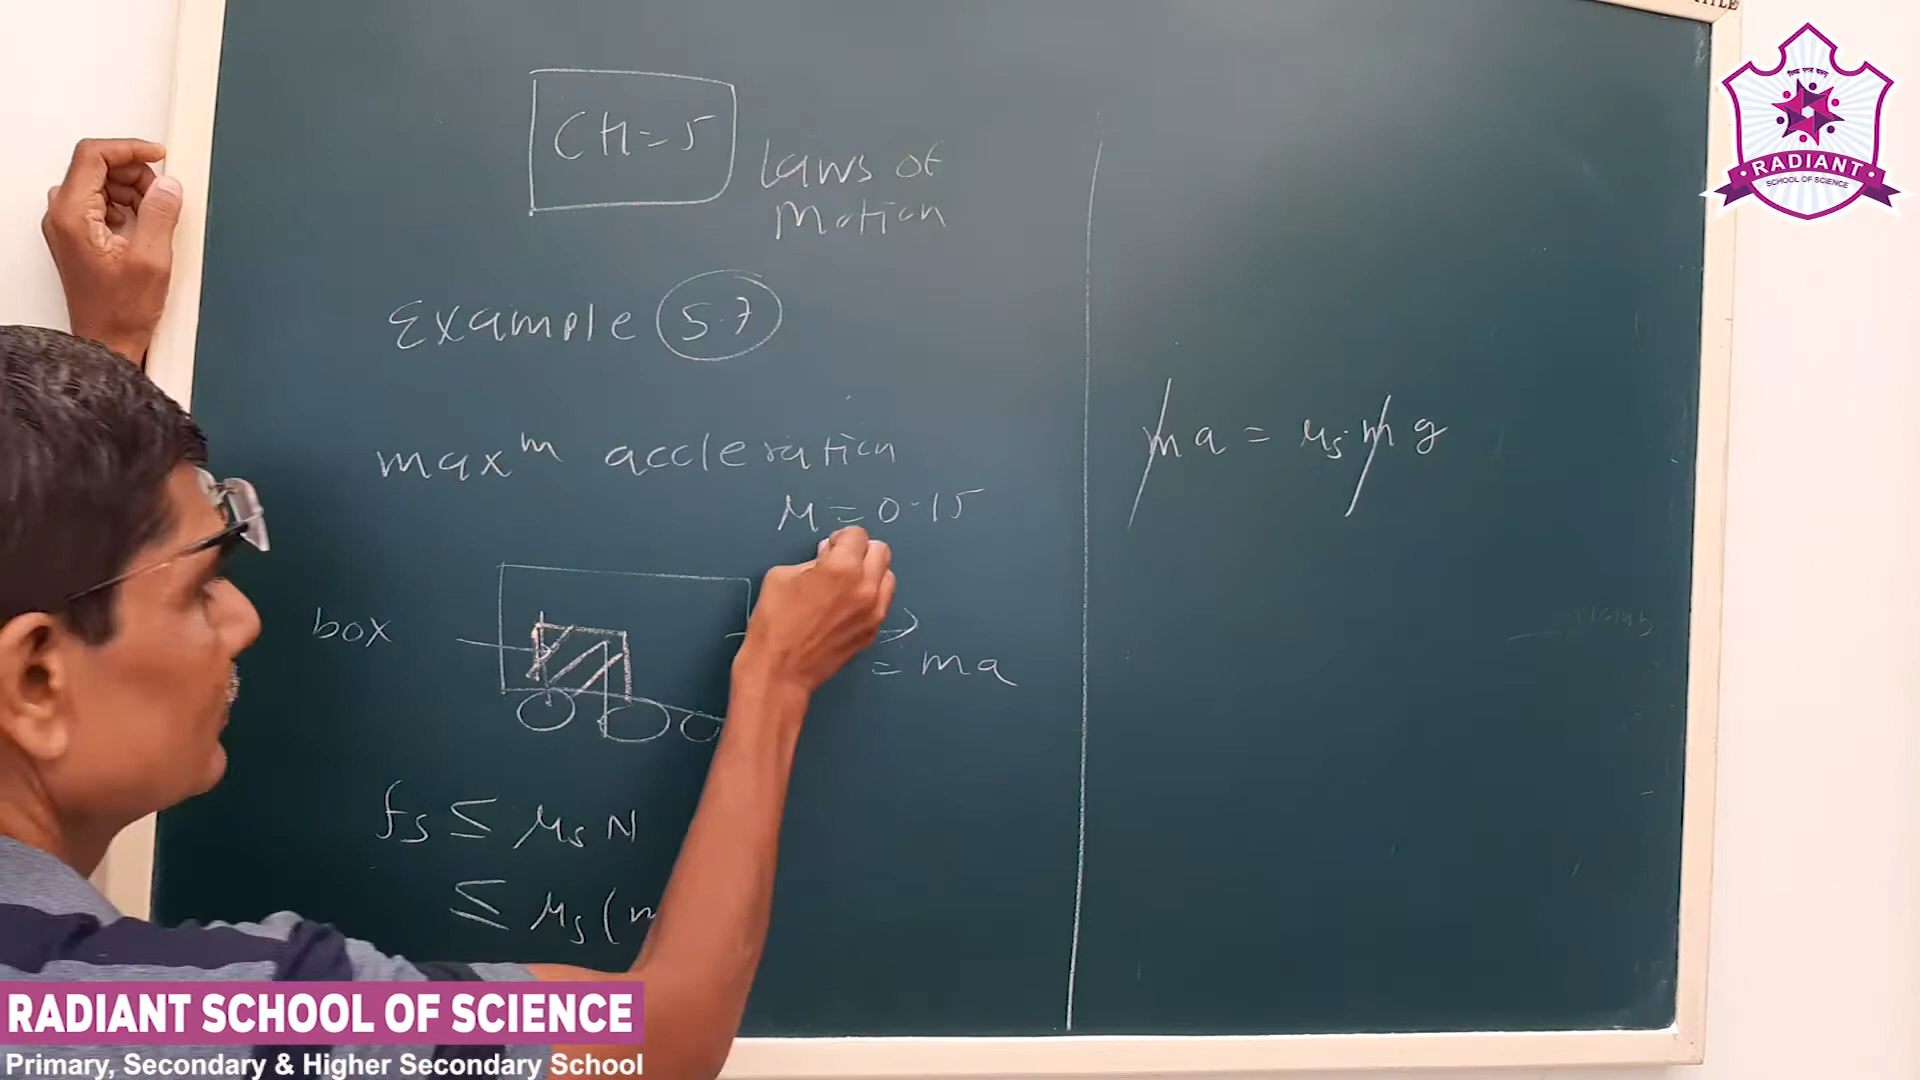 CH=5
Laws of
Motion
Example 5.7
maxᵐ accleration
μ = 0.15
box
= ma
fs ≤ μs N
≤ μs (m
ma = μs mg
RADIANT
SCHOOL OF SCIENCE
RADIANT SCHOOL OF SCIENCE
Primary, Secondary & Higher Secondary School